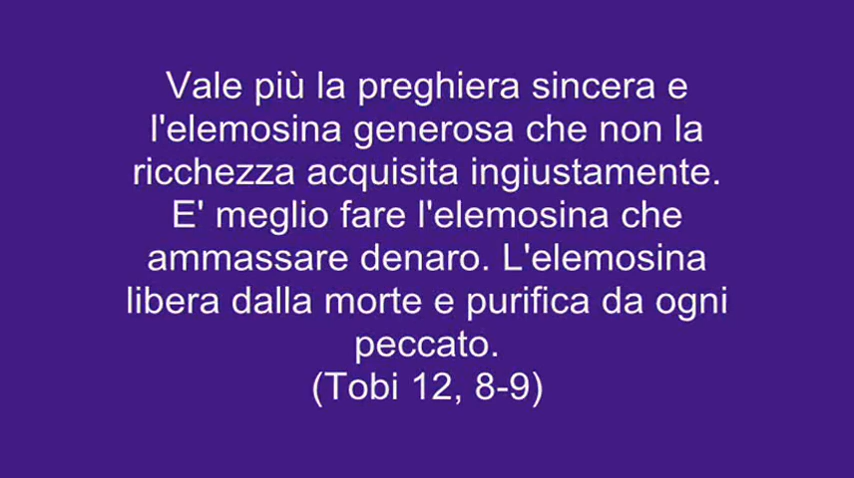 Vale più la preghiera sincera e
l'elemosina generosa che non la
ricchezza acquisita ingiustamente.
E' meglio fare l'elemosina che
ammassare denaro. L'elemosina
libera dalla morte e purifica da ogni
peccato.
(Tobi 12, 8-9)